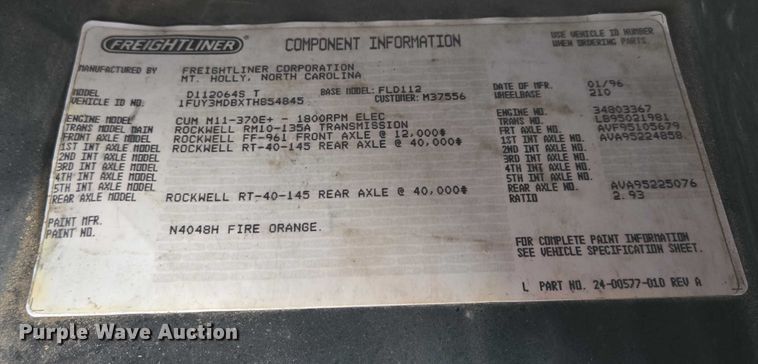 FREIGHTLINER COMPONENT INFORMATION
USE VEHICLE ID NUMBER
WHEN ORDERING PARTS.
MANUFACTURED BY FREIGHTLINER CORPORATION
MT. HOLLY, NORTH CAROLINA
MODEL D112064S T BASE MODEL: FLD112 DATE OF MFR. 01/96
VEHICLE ID NO. 1FUY3MDBXTH854845 CUSTOMER: M37556 WHEELBASE 210
ENGINE MODEL CUM M11-370E+ - 1800RPM ELEC ENGINE NO. 34803367
TRANS MODEL MAIN ROCKWELL RM10-135A TRANSMISSION TRANS NO. LB95021981
FRONT AXLE MODEL ROCKWELL FF-961 FRONT AXLE @ 12,000# FRT AXLE NO. AVF95105679
1ST INT AXLE MODEL ROCKWELL RT-40-145 REAR AXLE @ 40,000# 1ST INT AXLE NO. AVA95224858
2ND INT AXLE MODEL 2ND INT AXLE NO.
3RD INT AXLE MODEL 3RD INT AXLE NO.
4TH INT AXLE MODEL 4TH INT AXLE NO.
5TH INT AXLE MODEL 5TH INT AXLE NO.
REAR AXLE MODEL ROCKWELL RT-40-145 REAR AXLE @ 40,000# REAR AXLE NO. AVA95225076
RATIO 2.93
PAINT MFR.
PAINT NO. N4048H FIRE ORANGE.
FOR COMPLETE PAINT INFORMATION
SEE VEHICLE SPECIFICATION SHEET.
L PART NO. 24-00577-010 REV A
Purple Wave Auction